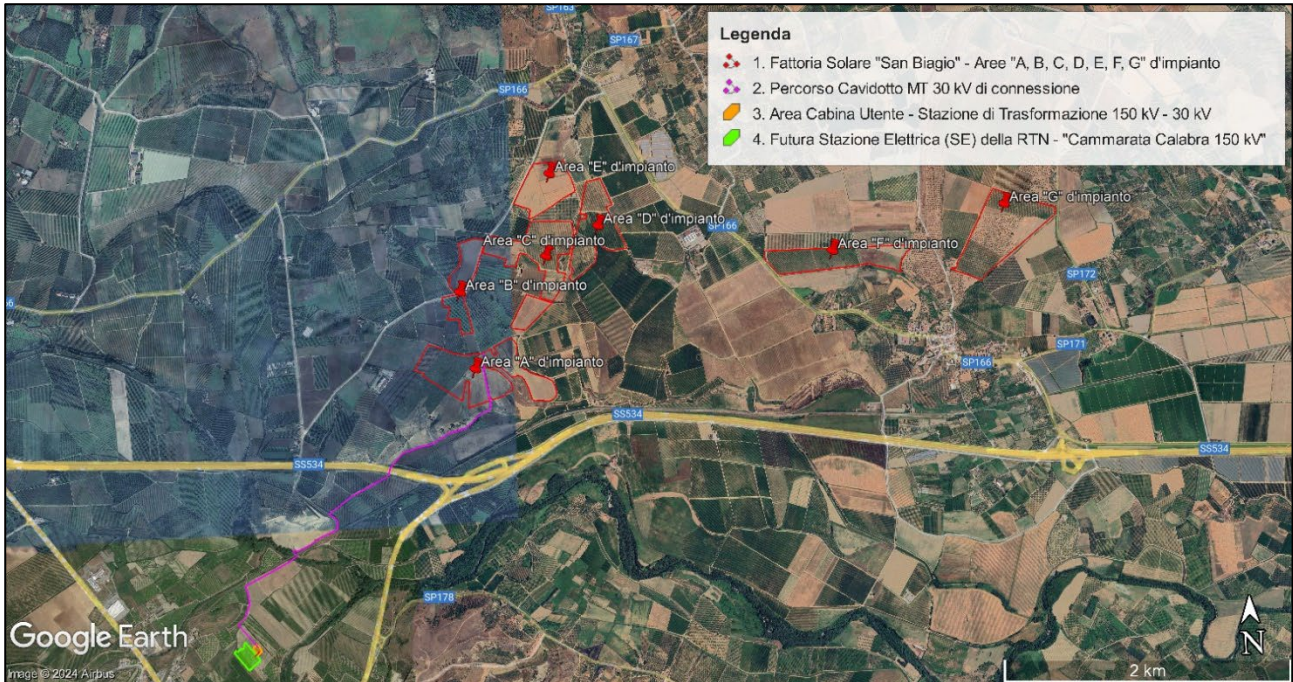 SP163
SP167
Legenda
1. Fattoria Solare "San Biagio" - Aree "A, B, C, D, E, F, G" d'impianto
2. Percorso Cavidotto MT 30 kV di connessione
3. Area Cabina Utente - Stazione di Trasformazione 150 kV - 30 kV
4. Futura Stazione Elettrica (SE) della RTN - "Cammarata Calabra 150 kV"
SP166
Area "E" d'impianto
Area "G" d'impianto
Area "D" d'impianto
SP166
Area "C" d'impianto
Area "F" d'impianto
SP172
Area "B" d'impianto
66
SP171
Area "A" d'impianto
SP166
SS534
SS534
SS534
SP178
Google Earth
Image © 2024 Airbus
N
2 km